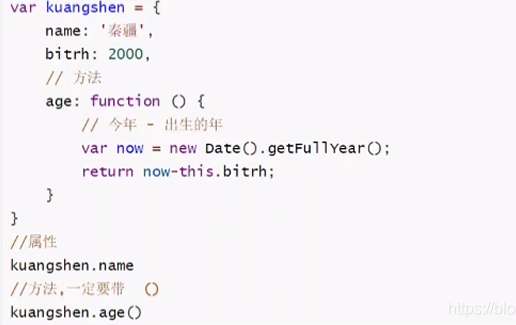 var kuangshen = {
    name: '秦疆',
    bitrh: 2000,
    // 方法
    age: function () {
        // 今年 - 出生的年
        var now = new Date().getFullYear();
        return now-this.bitrh;
    }
}
//属性
kuangshen.name
//方法,一定要带 ()
kuangshen.age()
https://blo